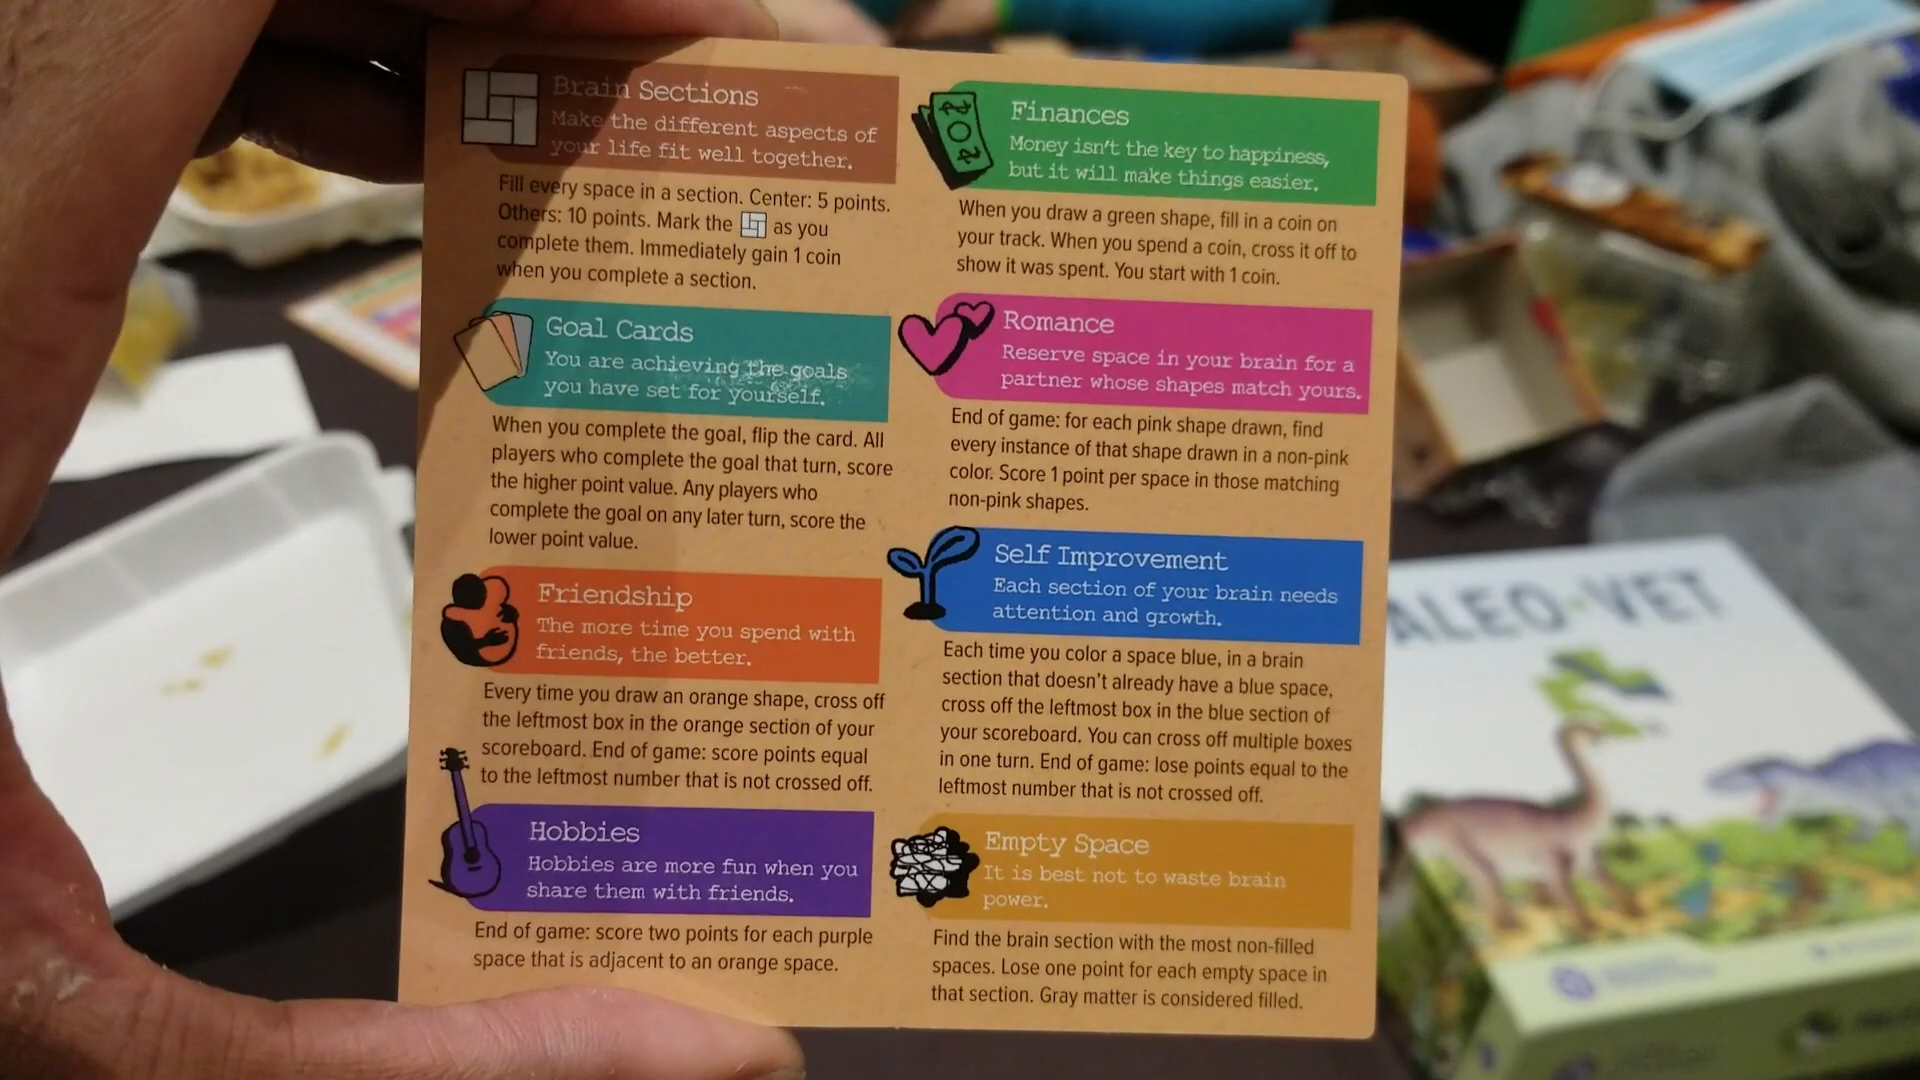 Brain Sections
Make the different aspects of
your life fit well together.
Fill every space in a section. Center: 5 points.
Others: 10 points. Mark the as you
complete them. Immediately gain 1 coin
when you complete a section.
Goal Cards
You are achieving the goals
you have set for yourself.
When you complete the goal, flip the card. All
players who complete the goal that turn, score
the higher point value. Any players who
complete the goal on any later turn, score the
lower point value.
Friendship
The more time you spend with
friends, the better.
Every time you draw an orange shape, cross off
the leftmost box in the orange section of your
scoreboard. End of game: score points equal
to the leftmost number that is not crossed off.
Hobbies
Hobbies are more fun when you
share them with friends.
End of game: score two points for each purple
space that is adjacent to an orange space.
Finances
Money isn't the key to happiness,
but it will make things easier.
When you draw a green shape, fill in a coin on
your track. When you spend a coin, cross it off to
show it was spent. You start with 1 coin.
Romance
Reserve space in your brain for a
partner whose shapes match yours.
End of game: for each pink shape drawn, find
every instance of that shape drawn in a non-pink
color. Score 1 point per space in those matching
non-pink shapes.
Self Improvement
Each section of your brain needs
attention and growth.
Each time you color a space blue, in a brain
section that doesn't already have a blue space,
cross off the leftmost box in the blue section of
your scoreboard. You can cross off multiple boxes
in one turn. End of game: lose points equal to the
leftmost number that is not crossed off.
Empty Space
It is best not to waste brain
power.
Find the brain section with the most non-filled
spaces. Lose one point for each empty space in
that section. Gray matter is considered filled.
ALEO-VET